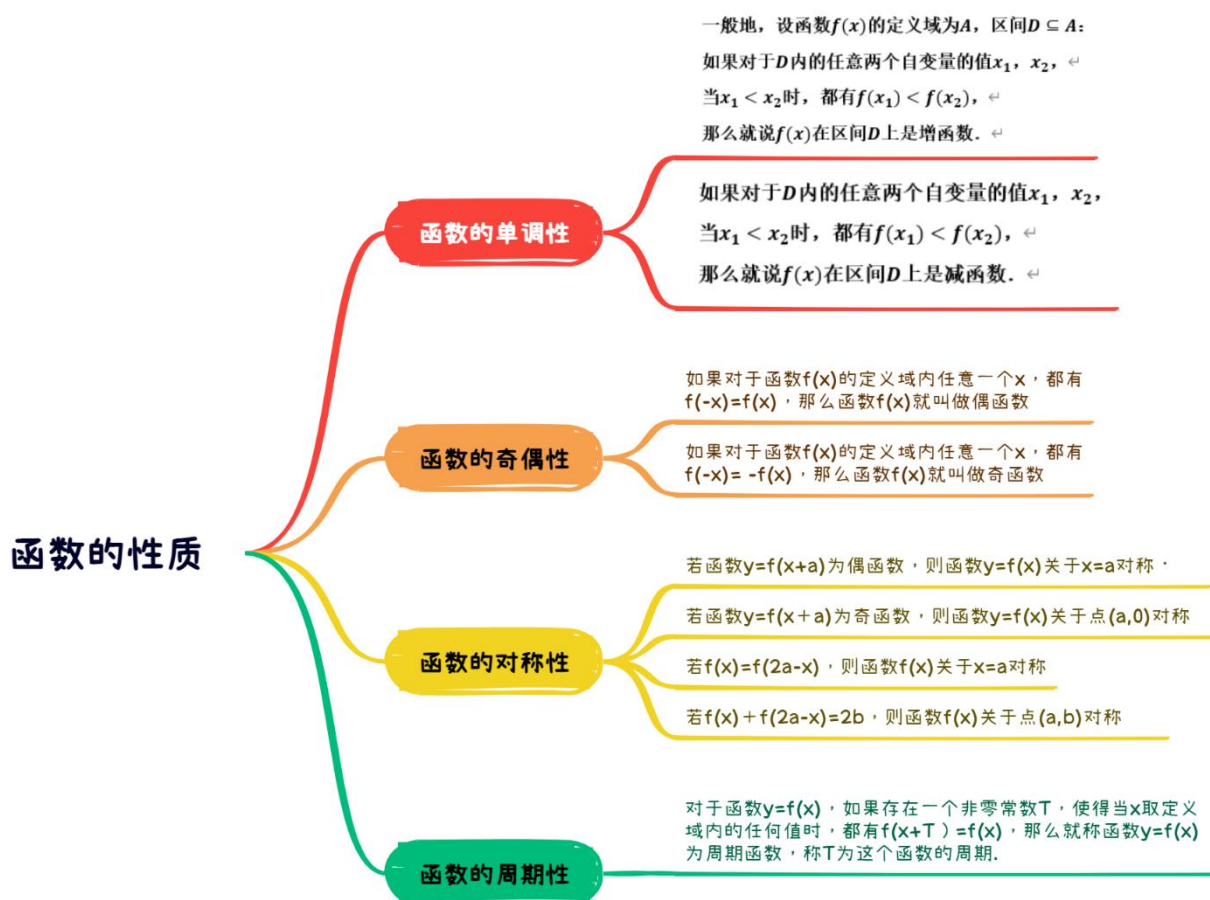 函数的性质
函数的单调性
一般地，设函数f(x)的定义域为A，区间D ⊆ A：
如果对于D内的任意两个自变量的值x₁，x₂，↵
当x₁ < x₂时，都有f(x₁) < f(x₂)，↵
那么就说f(x)在区间D上是增函数．↵
如果对于D内的任意两个自变量的值x₁，x₂，
当x₁ < x₂时，都有f(x₁) < f(x₂)，↵
那么就说f(x)在区间D上是减函数．↵
函数的奇偶性
如果对于函数f(x)的定义域内任意一个x，都有
f(-x)=f(x)，那么函数f(x)就叫做偶函数
如果对于函数f(x)的定义域内任意一个x，都有
f(-x)= -f(x)，那么函数f(x)就叫做奇函数
函数的对称性
若函数y=f(x+a)为偶函数，则函数y=f(x)关于x=a对称．
若函数y=f(x+a)为奇函数，则函数y=f(x)关于点(a,0)对称
若f(x)=f(2a-x)，则函数f(x)关于x=a对称
若f(x)+f(2a-x)=2b，则函数f(x)关于点(a,b)对称
函数的周期性
对于函数y=f(x)，如果存在一个非零常数T，使得当x取定义
域内的任何值时，都有f(x+T）=f(x)，那么就称函数y=f(x)
为周期函数，称T为这个函数的周期.